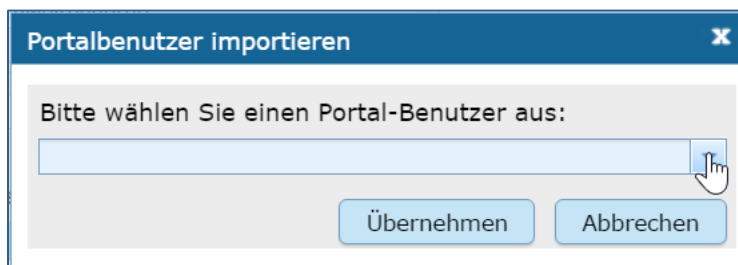 Portalbenutzer importieren
Bitte wählen Sie einen Portal-Benutzer aus:
Übernehmen Abbrechen